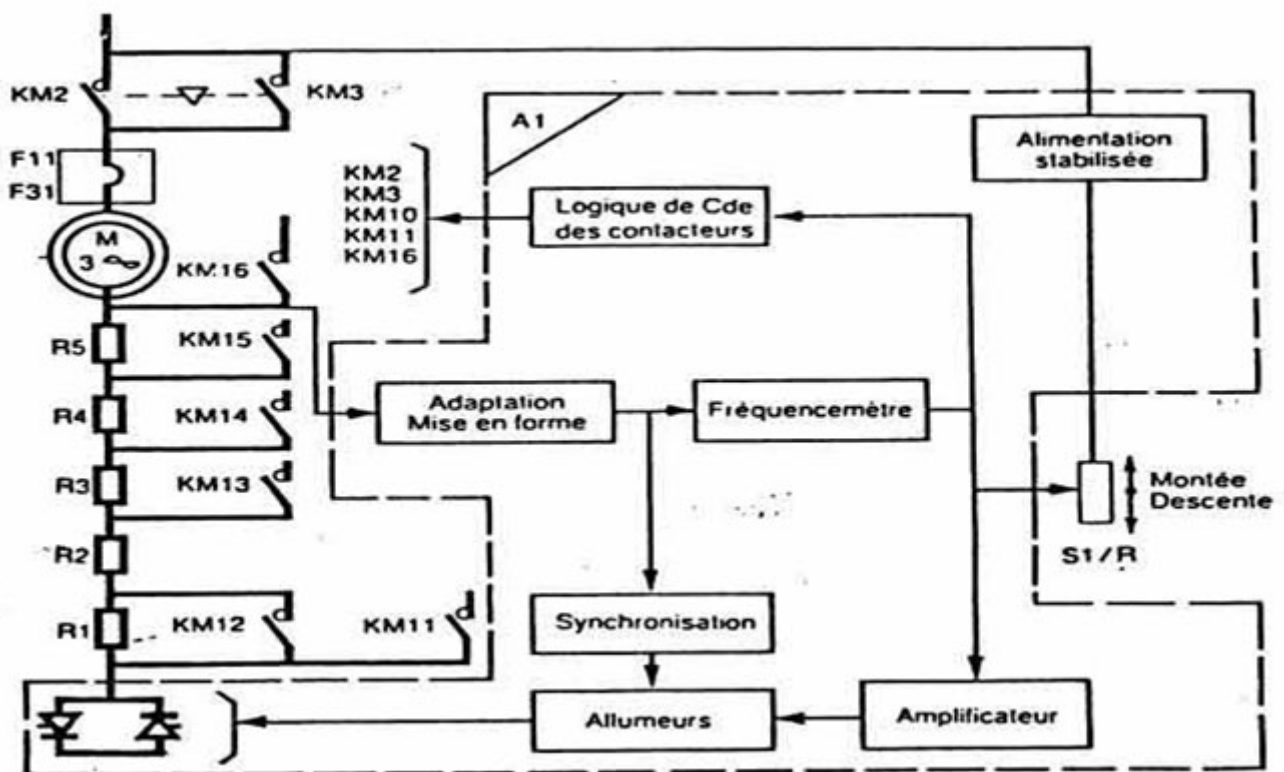 KM2
KM3
A1
Alimentation
stabilisée
F11
F31
KM2
KM3
KM10
KM11
KM16
Logique de Cde
des contacteurs
M
3
KM16
R5
KM15
R4
KM14
Adaptation
Mise en forme
Fréquencemètre
R3
KM13
Montée
Descente
R2
S1/R
R1
KM12
KM11
Synchronisation
Allumeurs
Amplificateur